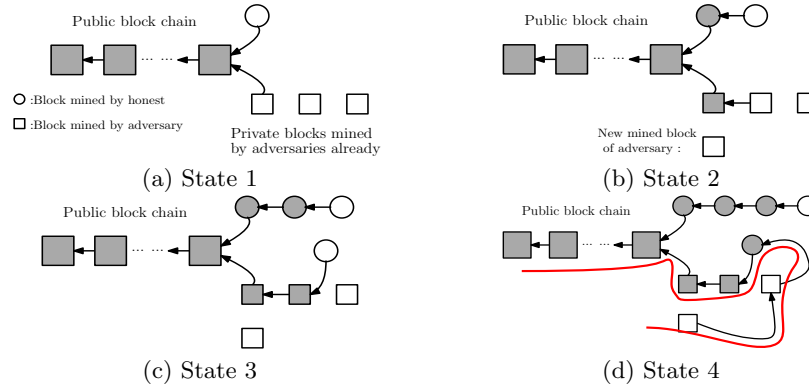 Public block chain
... ...
:Block mined by honest
:Block mined by adversary
Private blocks mined
by adversaries already
(a) State 1
Public block chain
... ...
New mined block
of adversary :
(b) State 2
Public block chain
... ...
(c) State 3
Public block chain
... ...
(d) State 4